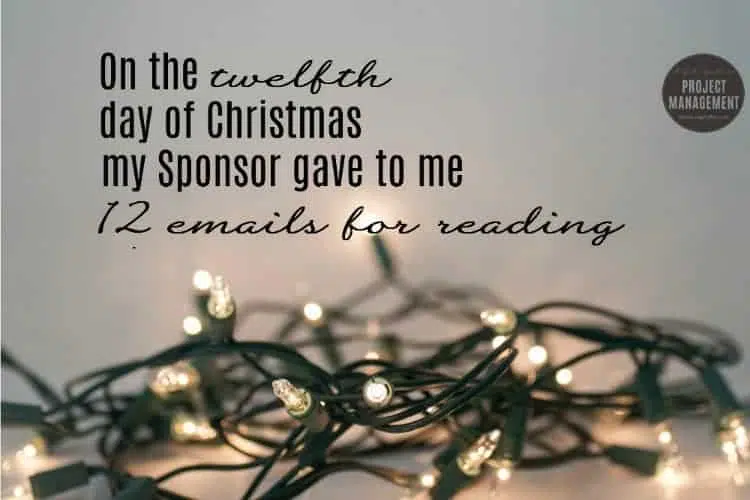 On the twelfth
day of Christmas
my Sponsor gave to me
12 emails for reading
PROJECT
MANAGEMENT